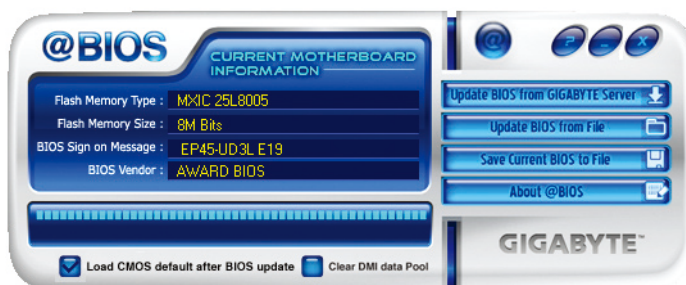 @BIOS
CURRENT MOTHERBOARD
INFORMATION
Flash Memory Type : MXIC 25L8005
Flash Memory Size : 8M Bits
BIOS Sign on Message : EP45-UD3L E19
BIOS Vendor : AWARD BIOS
Load CMOS default after BIOS update
Clear DMI data Pool
@
? - X
Update BIOS from GIGABYTE Server
Update BIOS from File
Save Current BIOS to File
About @BIOS
GIGABYTE™